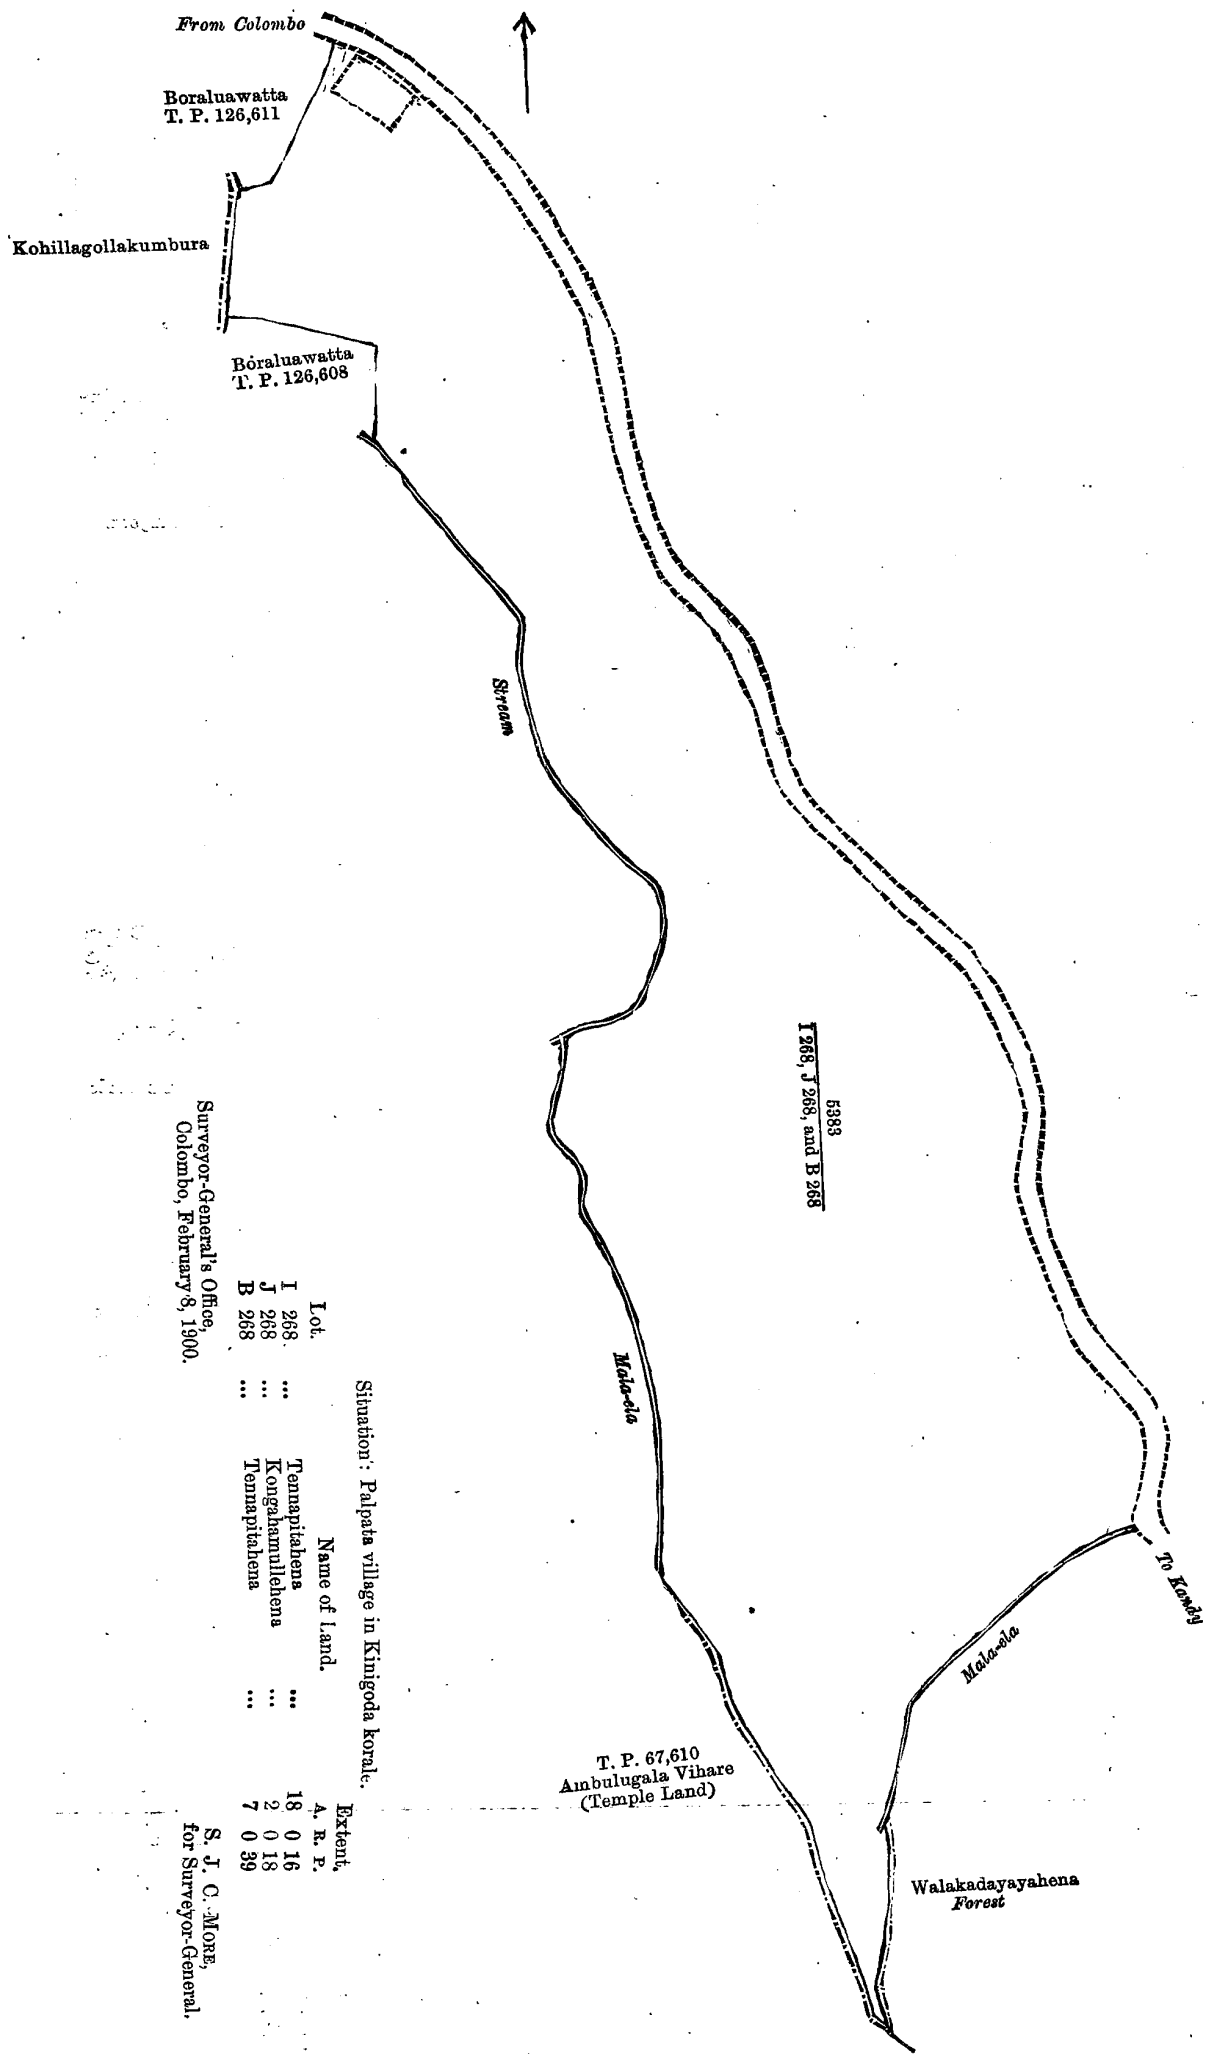 From Colombo
Boraluawatta
T. P. 126,611
Kohillagollakumbura
Boraluawatta
T. P. 126,608
Stream
5383
I 268, J 268, and B 268
Mala-ela
To Kandy
Mala-ela
T. P. 67,610
Ambulugala Vihare
(Temple Land)
Walakadayayahena
Forest
Situation: Palpata village in Kinigoda korale.
Extent.
Lot. Name of Land. A. R. P.
I 268 ... Tennapitahena ... 18 0 16
J 268 ... Kongahamullehena ... 2 0 18
B 268 ... Tennapitahena ... 7 0 39
Surveyor-General's Office,
Colombo, February 8, 1900.
S. J. C. MORE,
for Surveyor-General.